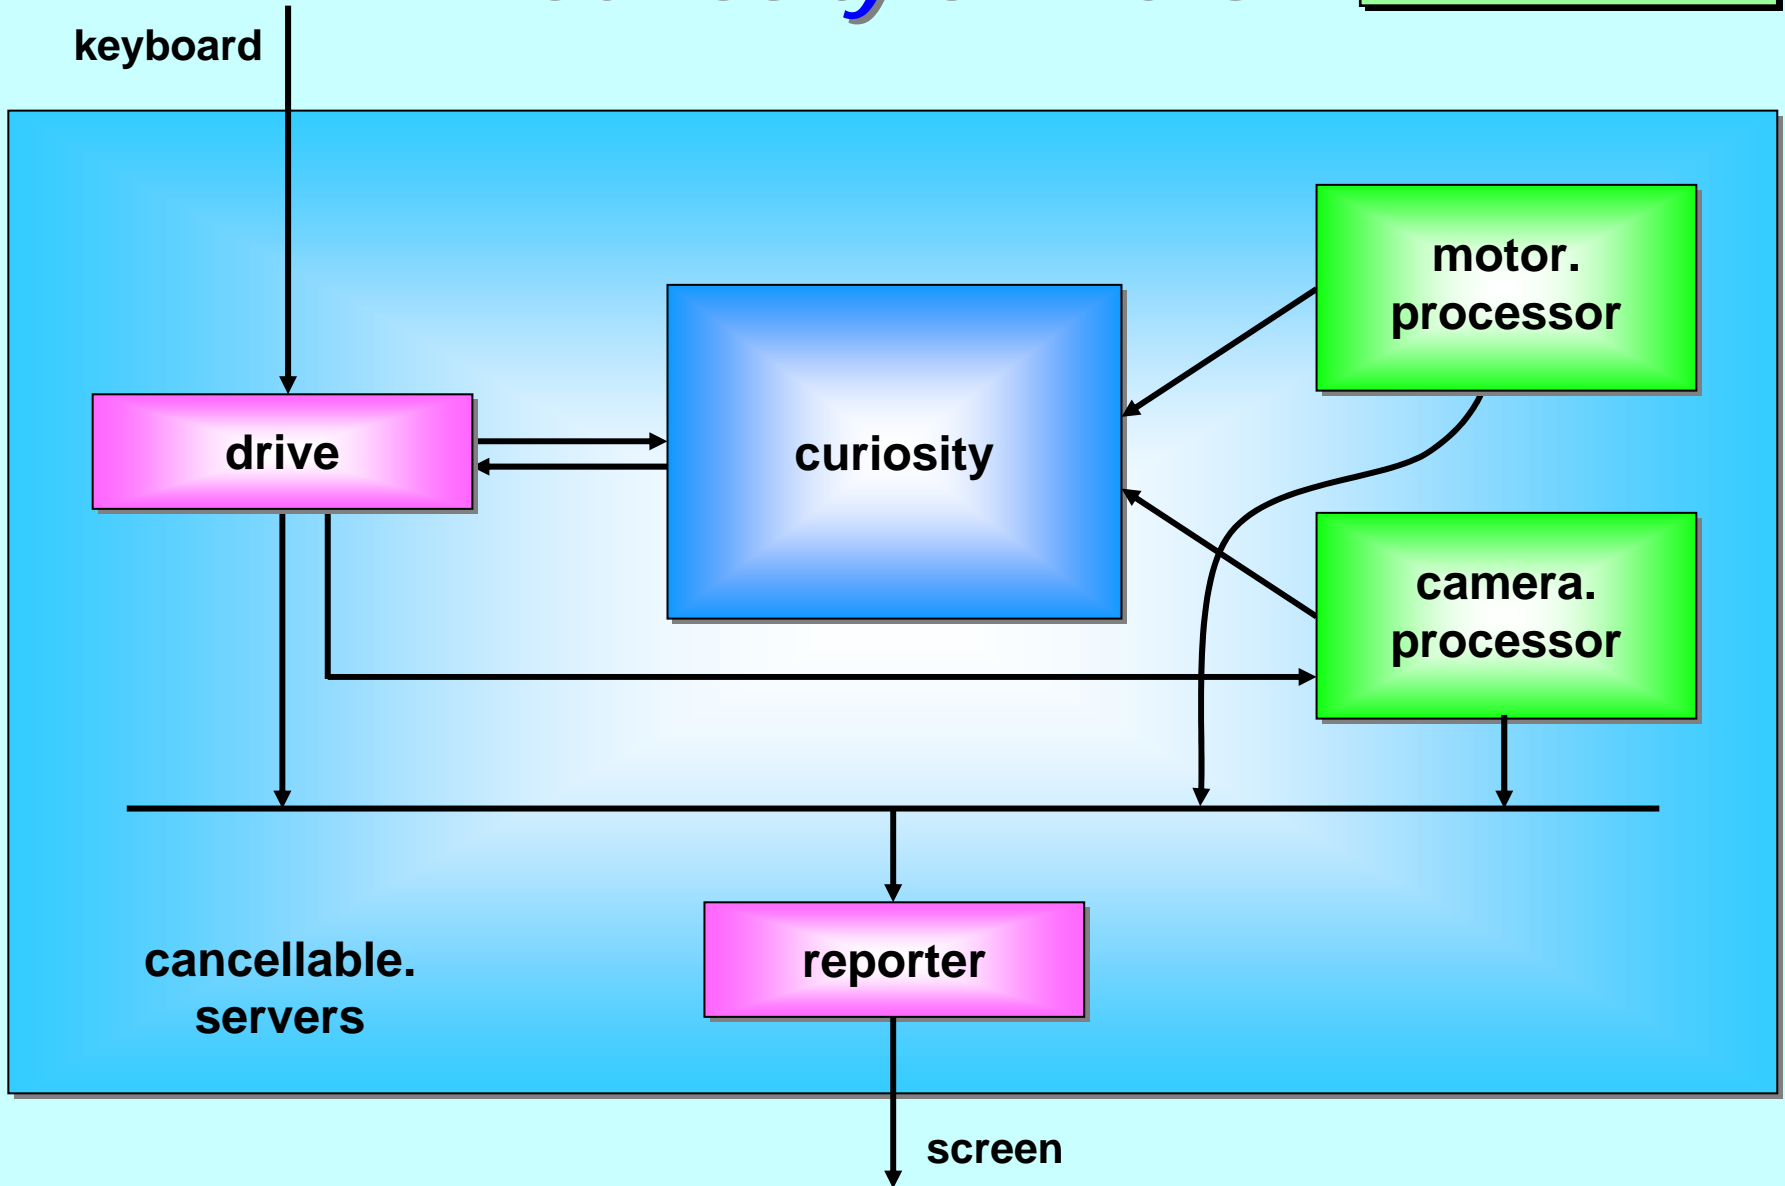 keyboard
motor.
processor
drive
curiosity
camera.
processor
cancellable.
servers
reporter
screen